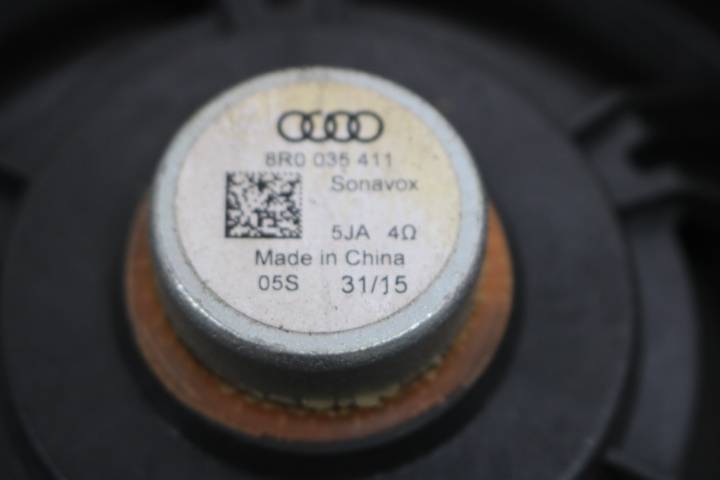 8R0 035 411
Sonavox
5JA 4Ω
Made in China
05S 31/15